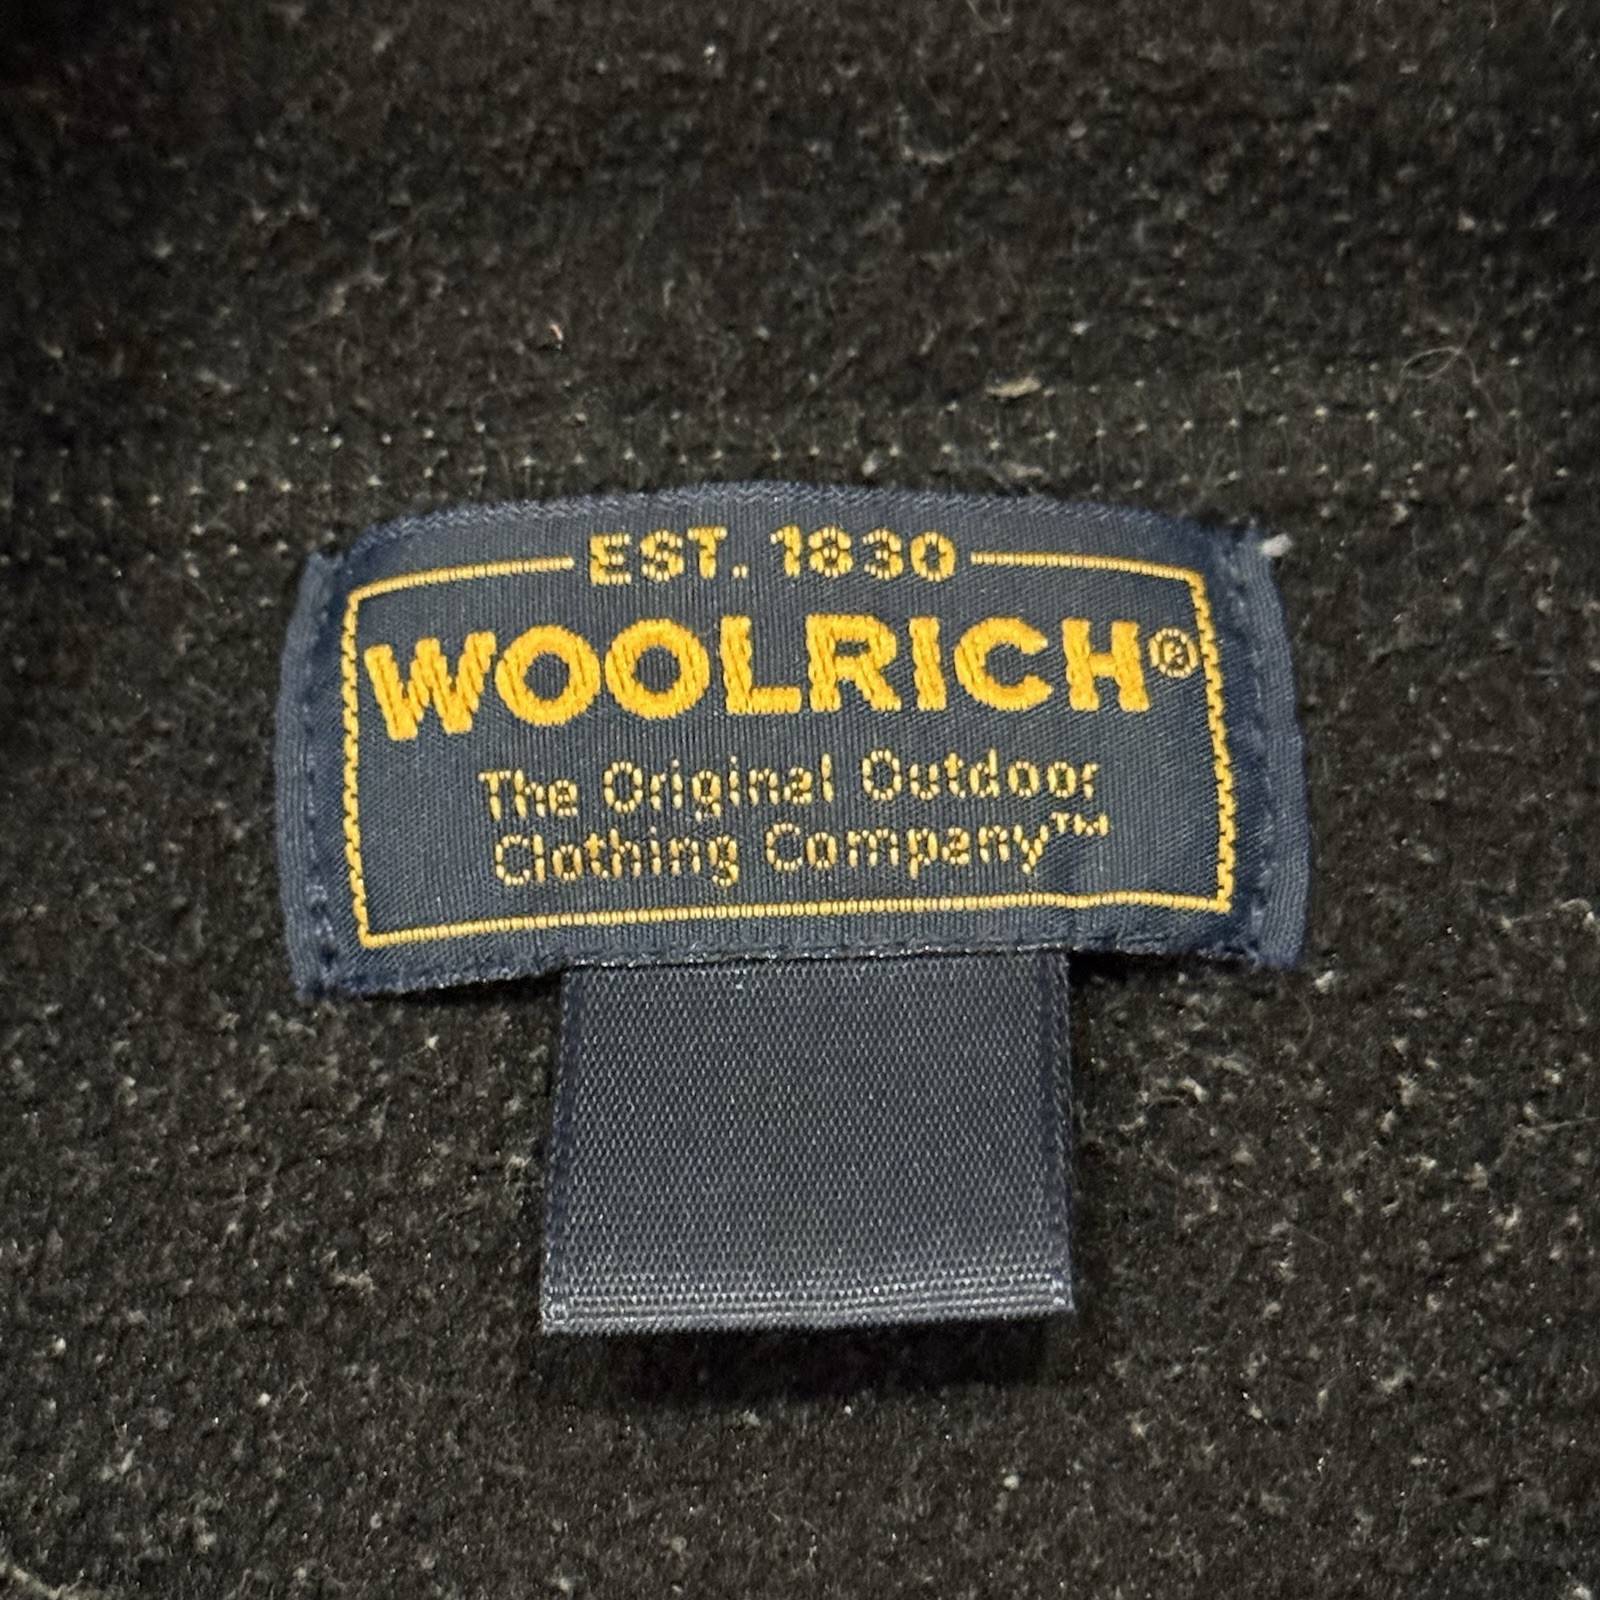 EST. 1830
WOOLRICH®
The Original Outdoor
Clothing Company™